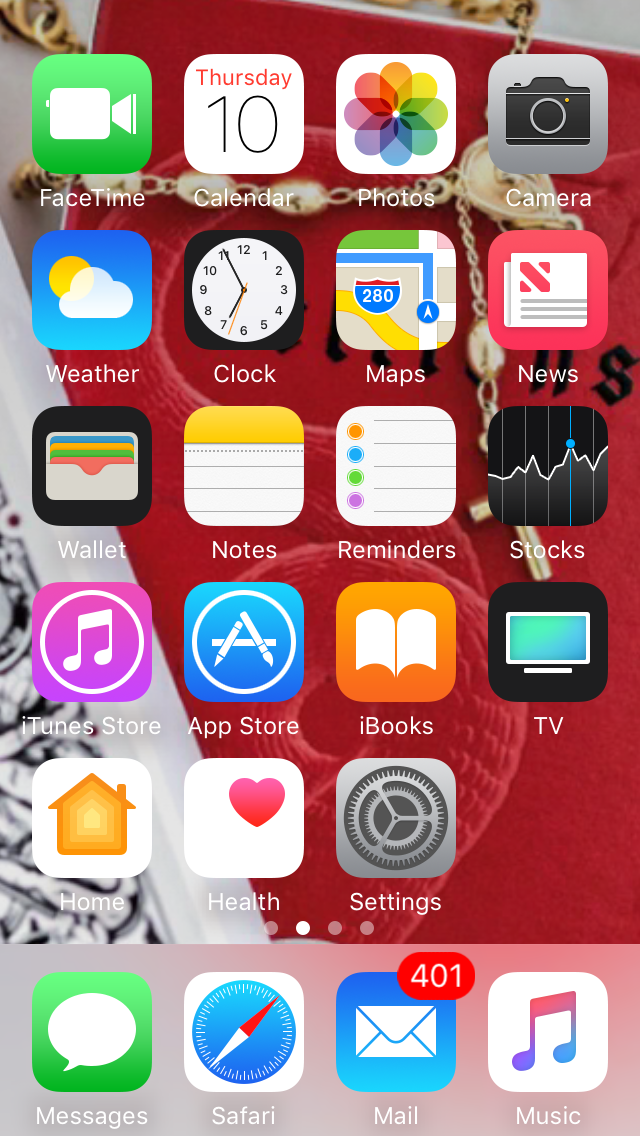 Thursday
10
FaceTime Calendar Photos Camera
12
11 1
10 2
9 3
8 4
7 5
6
280
Weather Clock Maps News
Wallet Notes Reminders Stocks
iTunes Store App Store iBooks TV
Home Health Settings
401
Messages Safari Mail Music